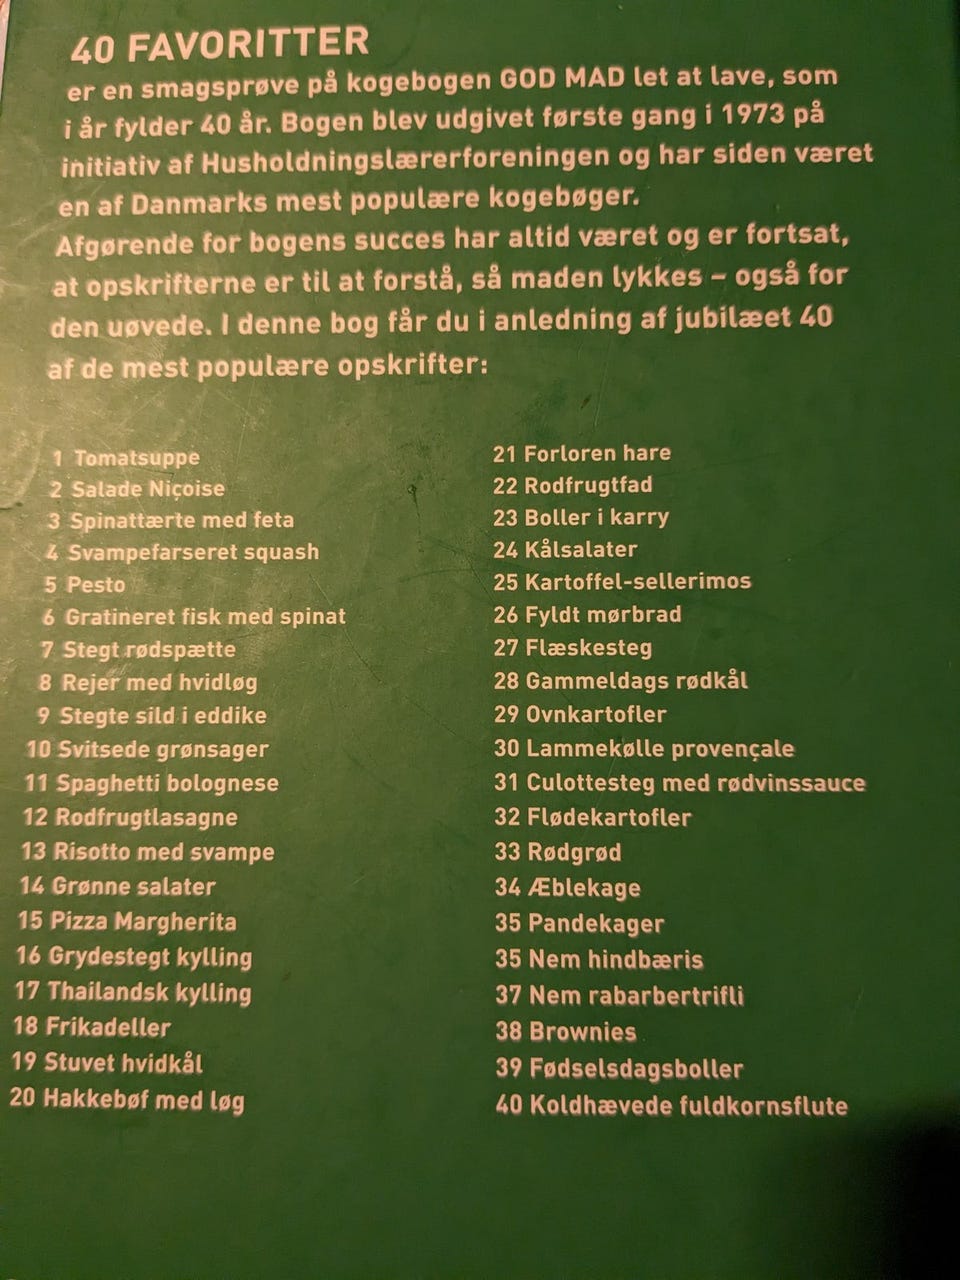 40 FAVORITTER
er en smagsprøve på kogebogen GOD MAD let at lave, som
i år fylder 40 år. Bogen blev udgivet første gang i 1973 på
initiativ af Husholdningslærerforeningen og har siden været
en af Danmarks mest populære kogebøger.
Afgørende for bogens succes har altid været og er fortsat,
at opskrifterne er til at forstå, så maden lykkes – også for
den uøvede. I denne bog får du i anledning af jubilæet 40
af de mest populære opskrifter:
1 Tomatsuppe
2 Salade Niçoise
3 Spinattærte med feta
4 Svampefarseret squash
5 Pesto
6 Gratineret fisk med spinat
7 Stegt rødspætte
8 Rejer med hvidløg
9 Stegte sild i eddike
10 Svitsede grønsager
11 Spaghetti bolognese
12 Rodfrugtlasagne
13 Risotto med svampe
14 Grønne salater
15 Pizza Margherita
16 Grydestegt kylling
17 Thailandsk kylling
18 Frikadeller
19 Stuvet hvidkål
20 Hakkebøf med løg
21 Forloren hare
22 Rodfrugtfad
23 Boller i karry
24 Kålsalater
25 Kartoffel-sellerimos
26 Fyldt mørbrad
27 Flæskesteg
28 Gammeldags rødkål
29 Ovnkartofler
30 Lammekølle provençale
31 Culottesteg med rødvinssauce
32 Flødekartofler
33 Rødgrød
34 Æblekage
35 Pandekager
35 Nem hindbæris
37 Nem rabarbertrifli
38 Brownies
39 Fødselsdagsboller
40 Koldhævede fuldkornsflute